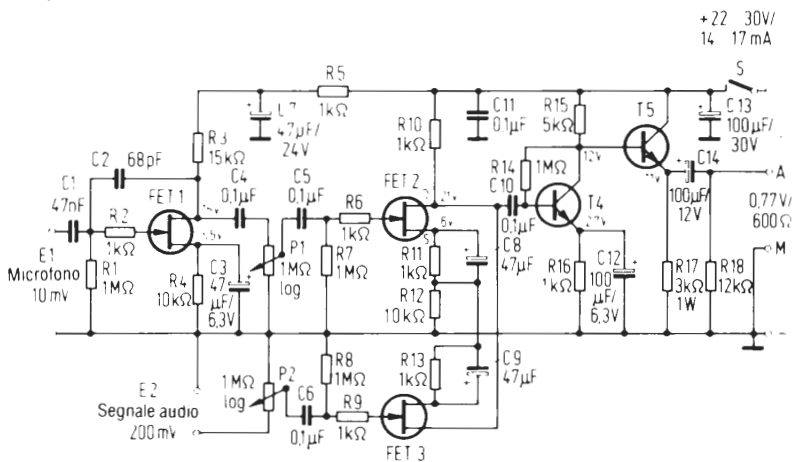 +22 30V/
14 17mA
S
R5
1kΩ
47µF/
24V
R3
15kΩ
R10
1kΩ
C11
0,1µF
R15
5kΩ
T5
C13
100µF/
30V
C2
68pF
C1
47nF
FET 1
C4
0,1µF
C5
0,1µF
R6
1kΩ
FET 2
R14
1MΩ
C10
0,1µF
12V
T4
11V
C14
100µF/
12V
A
0,77V/
600Ω
M
E1
Microfono
10mV
R2
1kΩ
R1
1MΩ
R4
10kΩ
C3
47
µF/
6,3V
P1
1MΩ
log
R7
1MΩ
6V
S
R11
1kΩ
R12
10kΩ
C8
47µF
R16
1kΩ
C12
100
µF/
6,3V
R17
3kΩ
1W
R18
12kΩ
E2
Segnale audio
200mV
1MΩ
log
P2
C6
0,1µF
R8
1MΩ
R9
1kΩ
R13
1kΩ
C9
47µF
FET 3